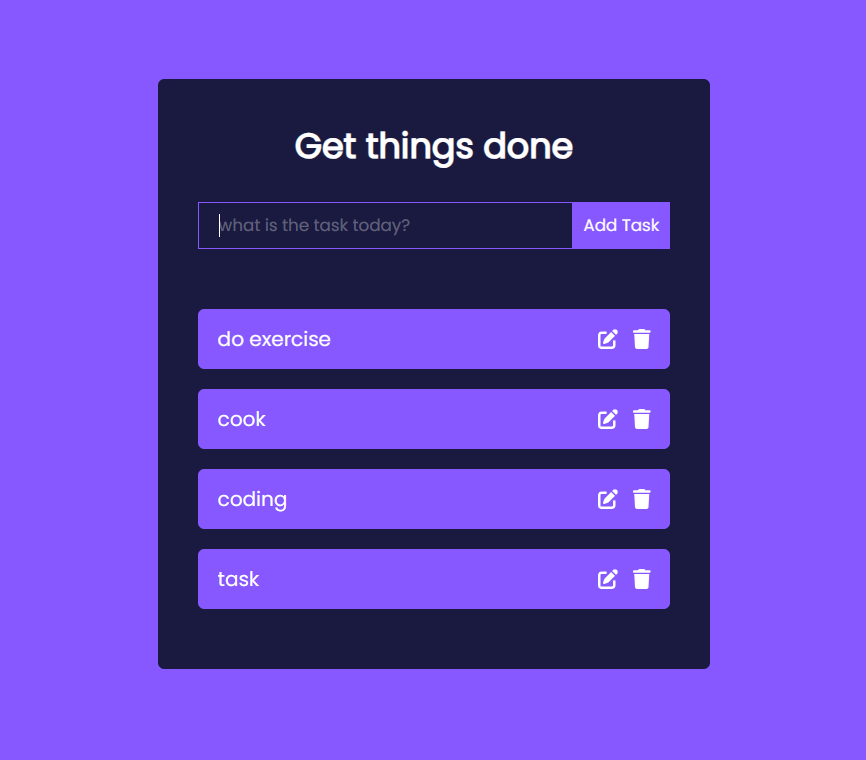 Get things done
what is the task today?
Add Task
do exercise
cook
coding
task